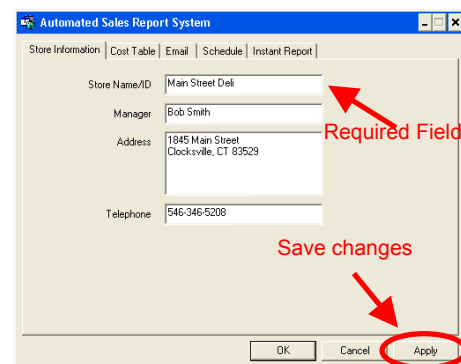 Automated Sales Report System
Store Information Cost Table Email Schedule Instant Report
Store Name/ID Main Street Deli
Required Field
Manager Bob Smith
Address 1845 Main Street
Clocksville, CT 83529
Telephone 546-346-5208
Save changes
OK Cancel Apply